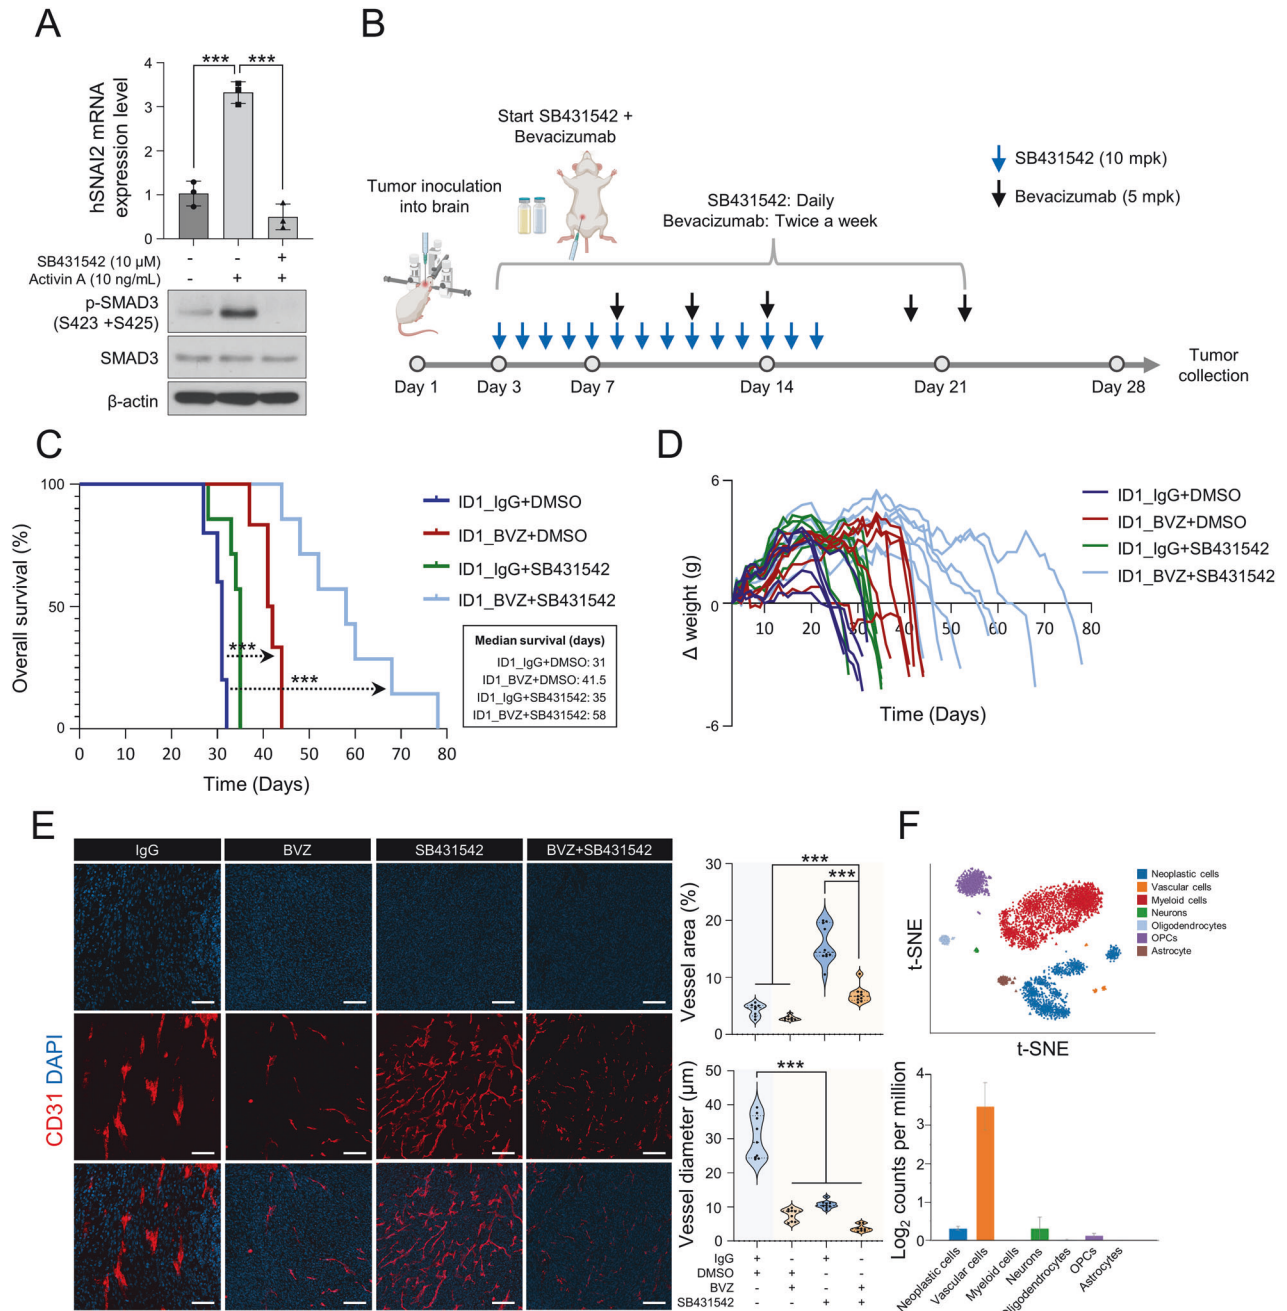 A
hSNAI2 mRNA
expression level
4
3
2
1
0
***
***
SB431542 (10 µM)
- - +
Activin A (10 ng/mL)
- + +
p-SMAD3
(S423 +S425)
SMAD3
β-actin
B
Tumor inoculation
into brain
Start SB431542 +
Bevacizumab
SB431542: Daily
Bevacizumab: Twice a week
SB431542 (10 mpk)
Bevacizumab (5 mpk)
Day 1
Day 3
Day 7
Day 14
Day 21
Day 28
Tumor
collection
C
Overall survival (%)
100
50
0
***
***
0 10 20 30 40 50 60 70 80
Time (Days)
ID1_IgG+DMSO
ID1_BVZ+DMSO
ID1_IgG+SB431542
ID1_BVZ+SB431542
Median survival (days)
ID1_IgG+DMSO: 31
ID1_BVZ+DMSO: 41.5
ID1_IgG+SB431542: 35
ID1_BVZ+SB431542: 58
D
Δ weight (g)
6
0
-6
10 20 30 40 50 60 70 80
Time (Days)
ID1_IgG+DMSO
ID1_BVZ+DMSO
ID1_IgG+SB431542
ID1_BVZ+SB431542
E
IgG
BVZ
SB431542
BVZ+SB431542
CD31 DAPI
Vessel area (%)
30
20
10
0
***
***
Vessel diameter (µm)
50
40
30
20
10
0
***
IgG
+ - + -
DMSO
+ + - -
BVZ
- + - +
SB431542
- - + +
F
t-SNE
t-SNE
Neoplastic cells
Vascular cells
Myeloid cells
Neurons
Oligodendrocytes
OPCs
Astrocyte
Log2 counts per million
4
3
2
1
0
Neoplastic cells
Vascular cells
Myeloid cells
Neurons
Oligodendrocytes
OPCs
Astrocytes